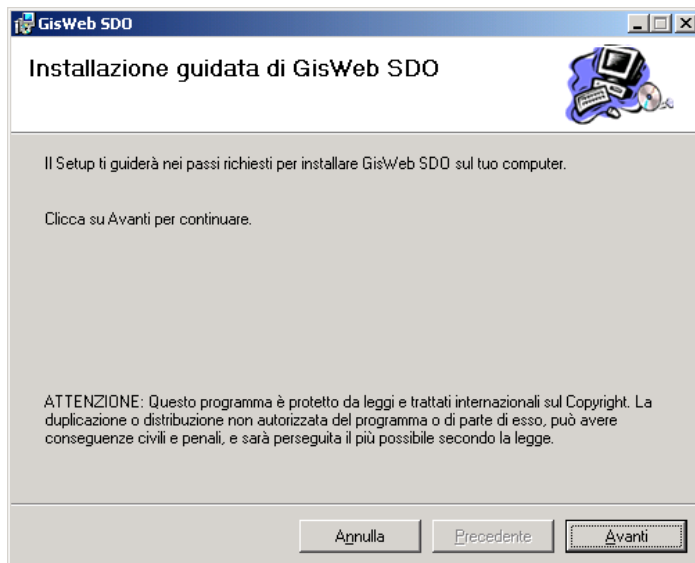 GisWeb SDO
Installazione guidata di GisWeb SDO
Il Setup ti guiderà nei passi richiesti per installare GisWeb SDO sul tuo computer.
Clicca su Avanti per continuare.
ATTENZIONE: Questo programma è protetto da leggi e trattati internazionali sul Copyright. La
duplicazione o distribuzione non autorizzata del programma o di parte di esso, può avere
conseguenze civili e penali, e sarà perseguita il più possibile secondo la legge.
Annulla Precedente Avanti